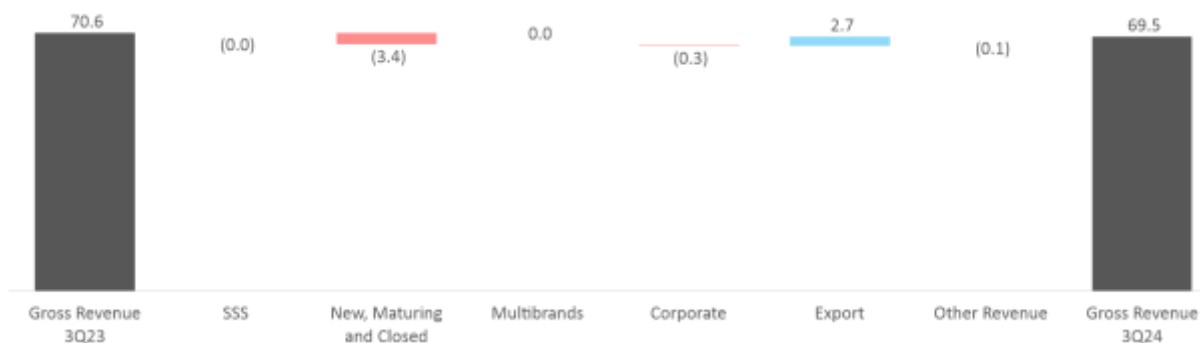 70.6
(0.0)
(3.4)
0.0
(0.3)
2.7
(0.1)
69.5
Gross Revenue
3Q23
SSS
New, Maturing
and Closed
Multibrands
Corporate
Export
Other Revenue
Gross Revenue
3Q24